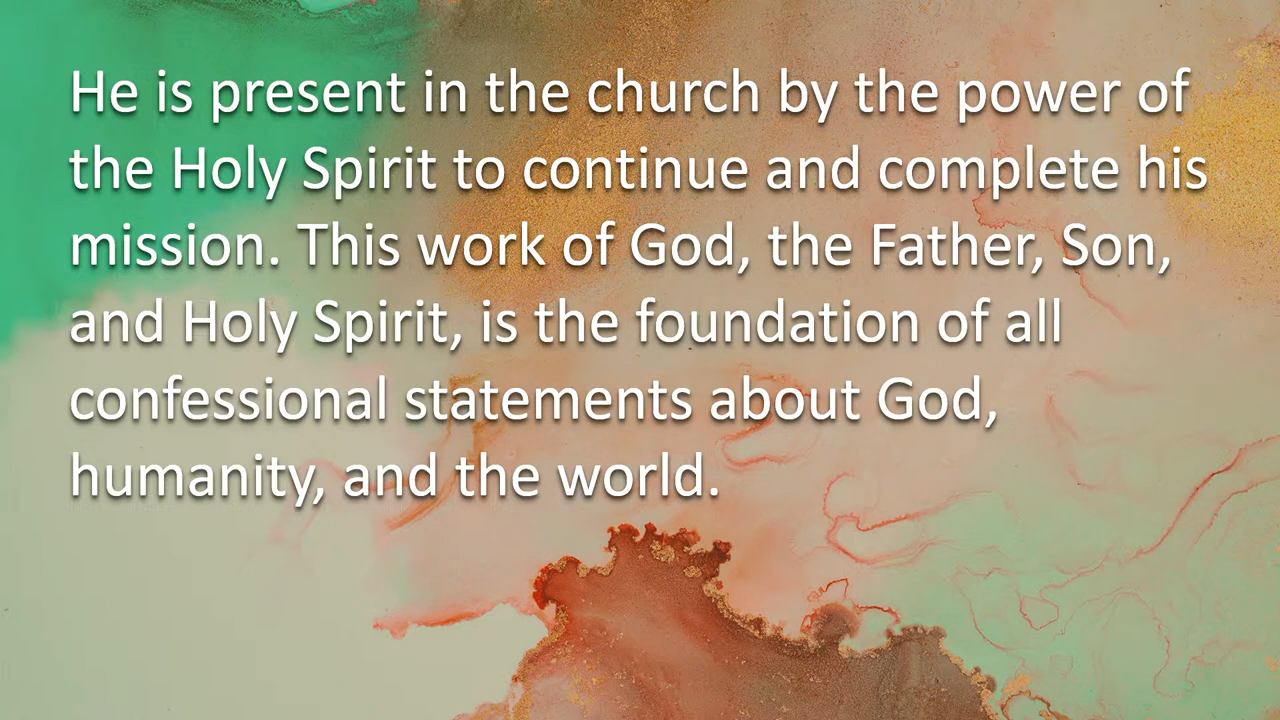 He is present in the church by the power of
the Holy Spirit to continue and complete his
mission. This work of God, the Father, Son,
and Holy Spirit, is the foundation of all
confessional statements about God,
humanity, and the world.